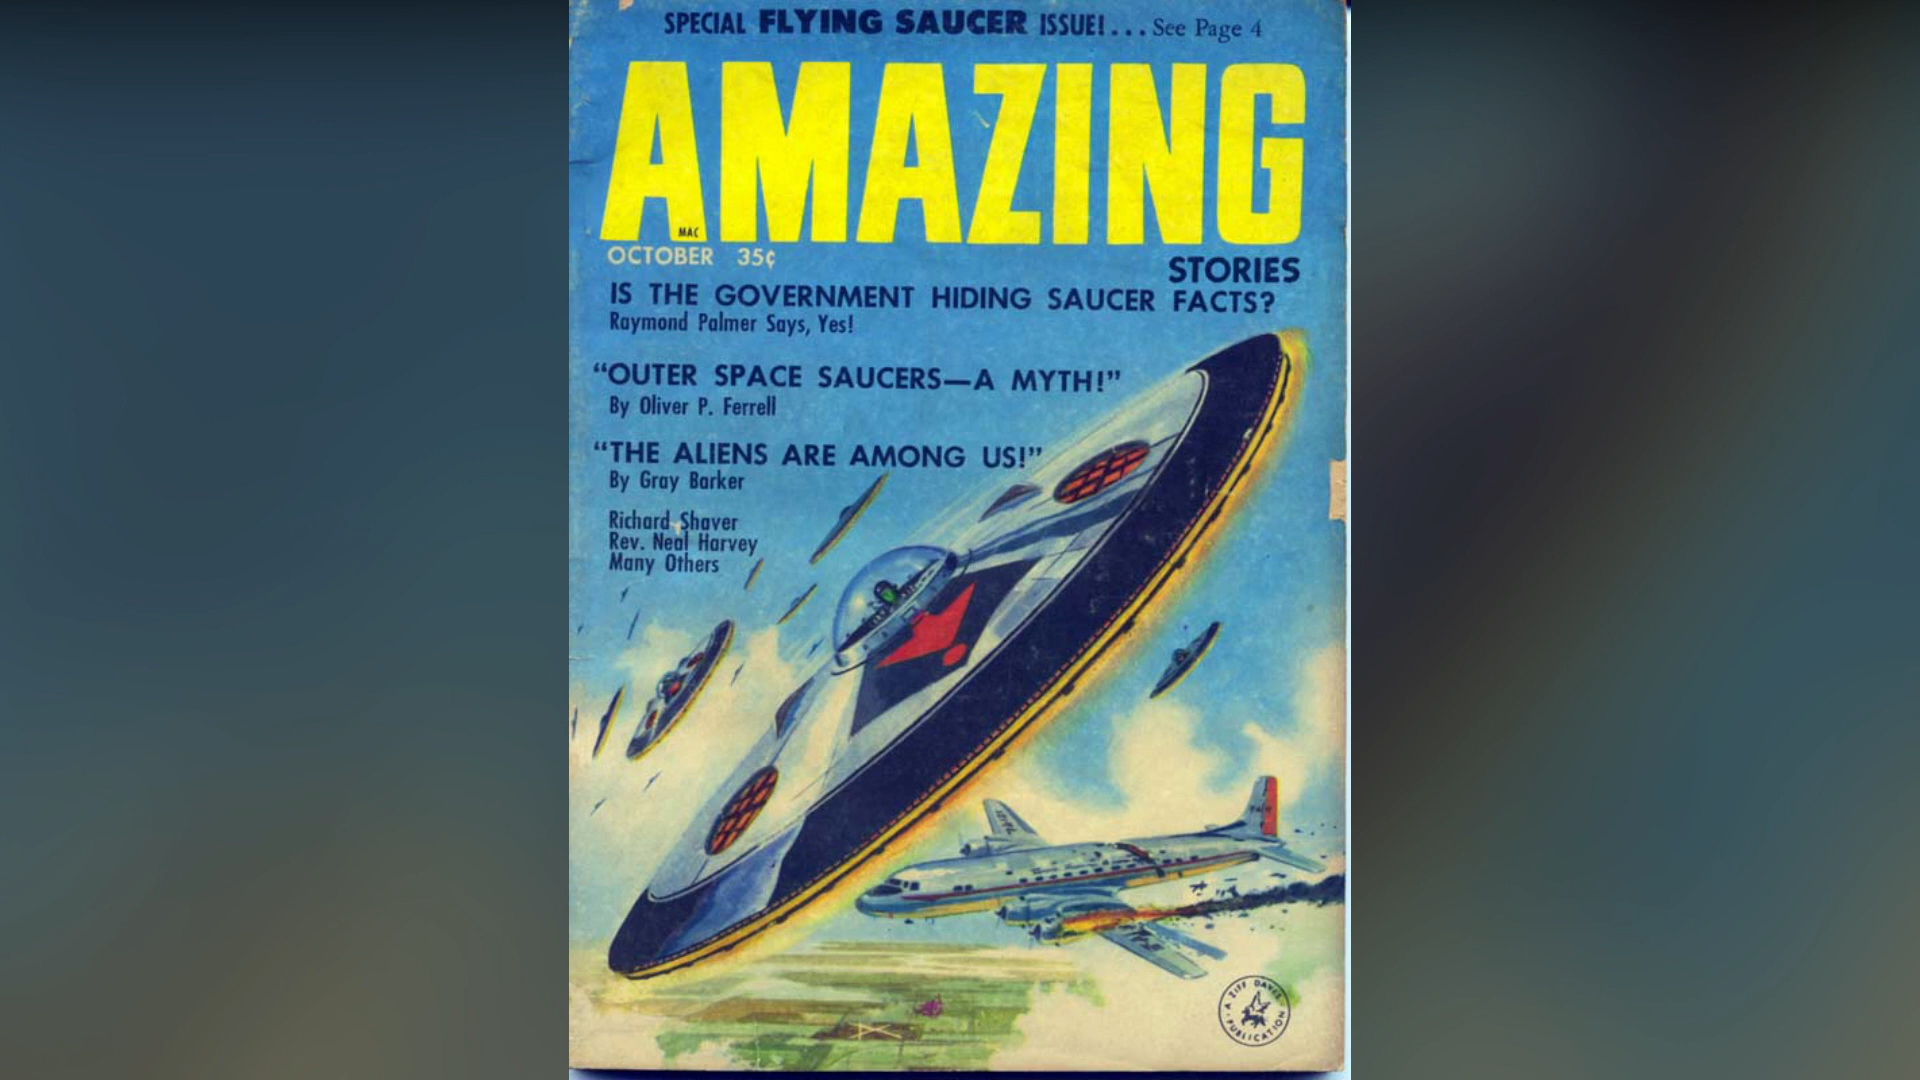 SPECIAL FLYING SAUCER ISSUE!...See Page 4
AMAZING
MAC
OCTOBER 35¢
STORIES
IS THE GOVERNMENT HIDING SAUCER FACTS?
Raymond Palmer Says, Yes!
“OUTER SPACE SAUCERS—A MYTH!”
By Oliver P. Ferrell
“THE ALIENS ARE AMONG US!”
By Gray Barker
Richard Shaver
Rev. Neal Harvey
Many Others
A ZIFF DAVIS PUBLICATION